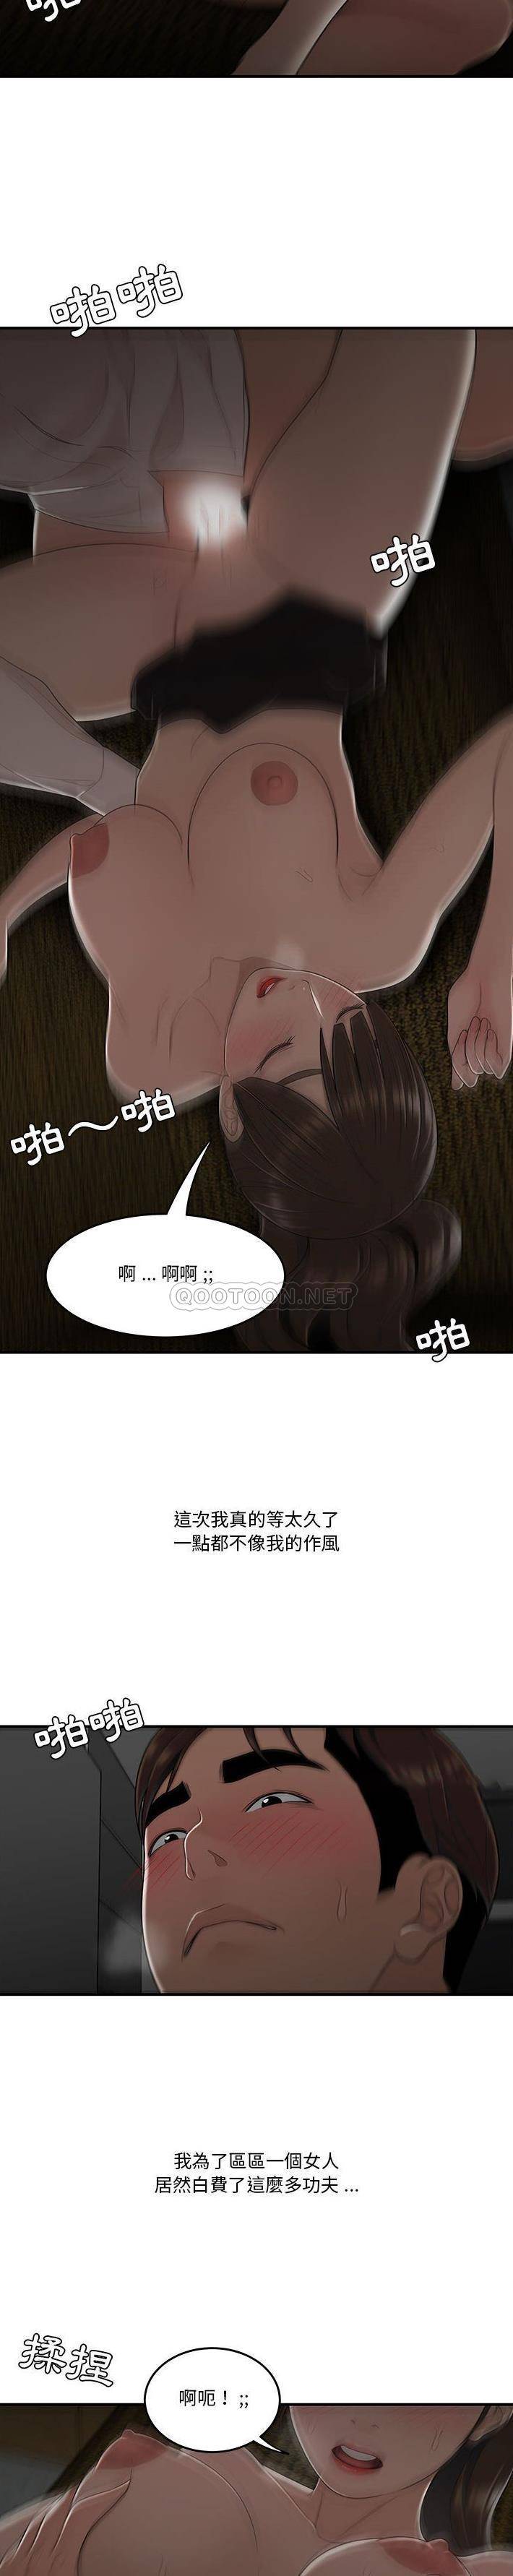 啪
啪啪
啪
啪～啪
啊 ... 啊啊 ;;
QOOTOON.NET
啪
這次我真的等太久了
一點都不像我的作風
啪啪
我為了區區一個女人
居然白費了這麼多功夫 ...
揉捏
啊呃！ ;;